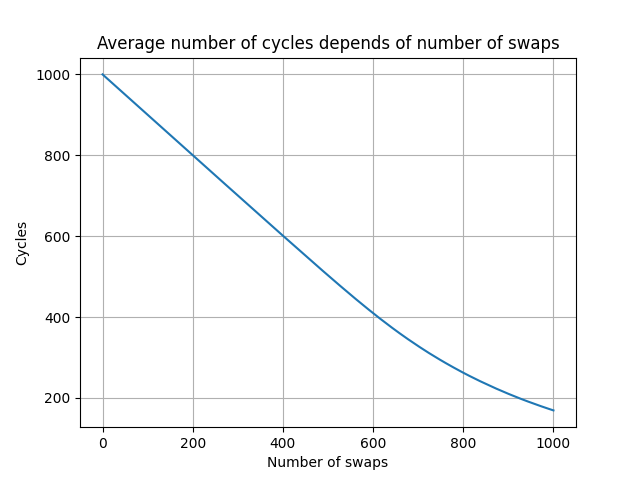 Average number of cycles depends of number of swaps
1000
800
600
400
200
Cycles
0 200 400 600 800 1000
Number of swaps